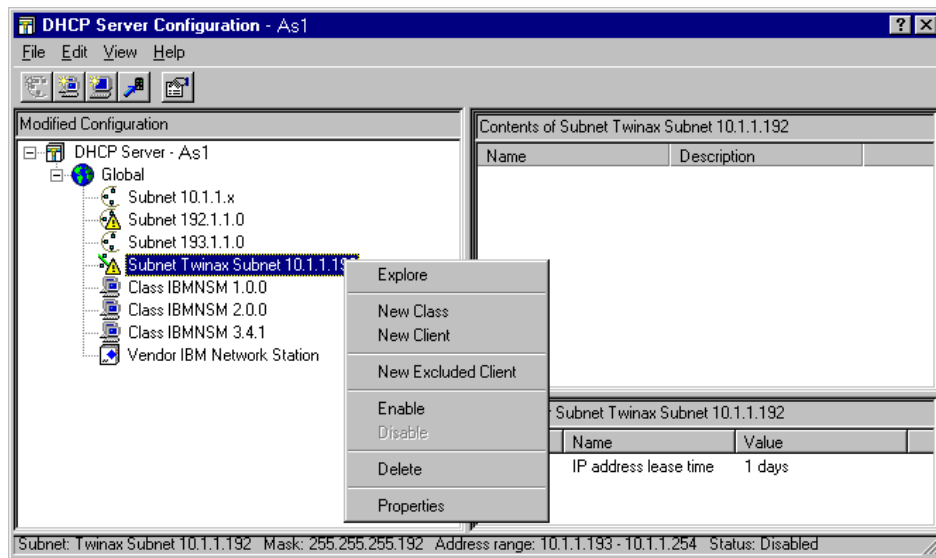 DHCP Server Configuration - As1
File Edit View Help
Modified Configuration
DHCP Server - As1
Global
Subnet 10.1.1.x
Subnet 192.1.1.0
Subnet 193.1.1.0
Subnet Twinax Subnet 10.1.1.19
Class IBMNSM 1.0.0
Class IBMNSM 2.0.0
Class IBMNSM 3.4.1
Vendor IBM Network Station
Explore
New Class
New Client
New Excluded Client
Enable
Disable
Delete
Properties
Contents of Subnet Twinax Subnet 10.1.1.192
Name Description
Subnet Twinax Subnet 10.1.1.192
Name Value
IP address lease time 1 days
Subnet: Twinax Subnet 10.1.1.192 Mask: 255.255.255.192 Address range: 10.1.1.193 - 10.1.1.254 Status: Disabled